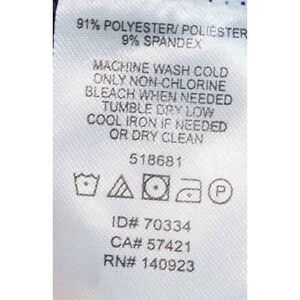 91% POLYESTER/ POLIÉSTER
9% SPANDEX
MACHINE WASH COLD
ONLY NON-CHLORINE
BLEACH WHEN NEEDED
TUMBLE DRY LOW
COOL IRON IF NEEDED
OR DRY CLEAN
518681
P
ID# 70334
CA# 57421
RN# 140923